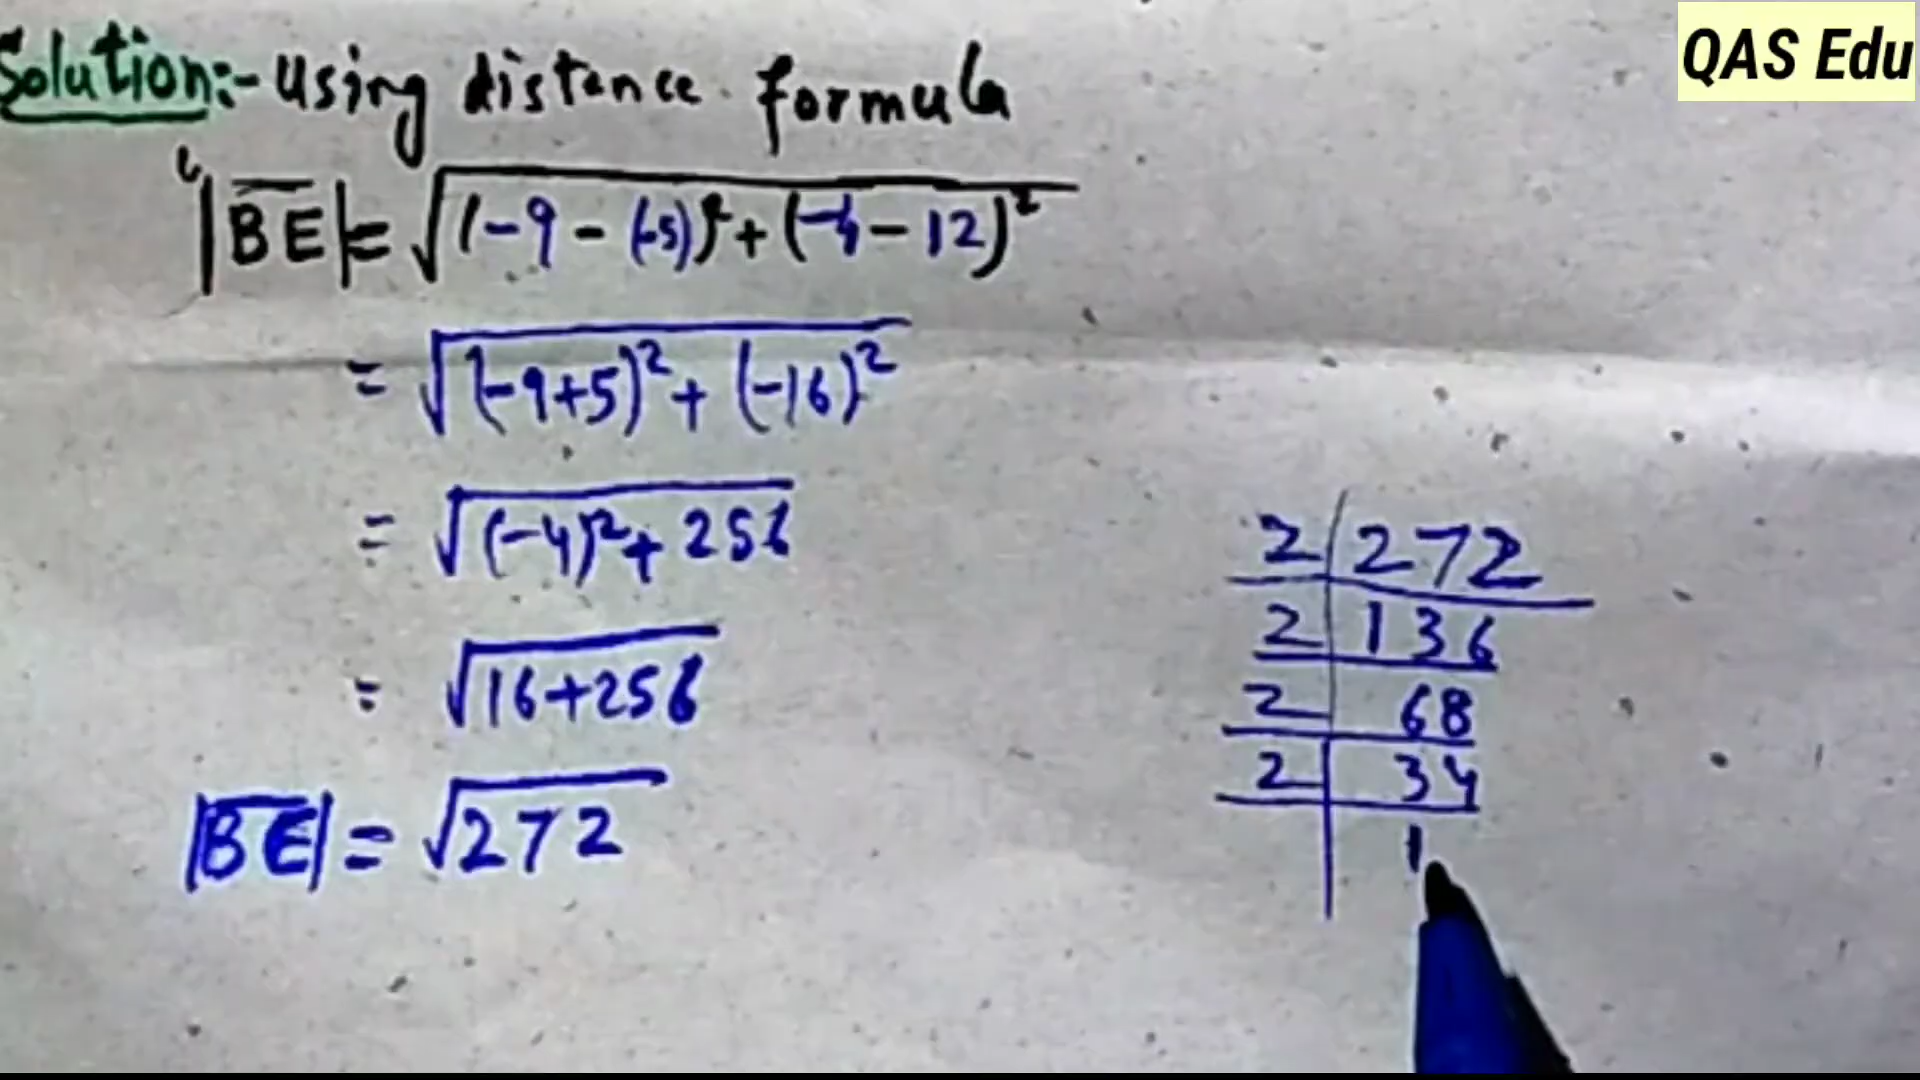 QAS Edu
Solution:- Using distance formula
|BE| = √(-9 - (-5))² + (-4 - 12)²
= √(-9+5)² + (-16)²
= √(-4)² + 256
= √16+256
|BE| = √272
2 | 272
2 | 136
2 | 68
2 | 34
1